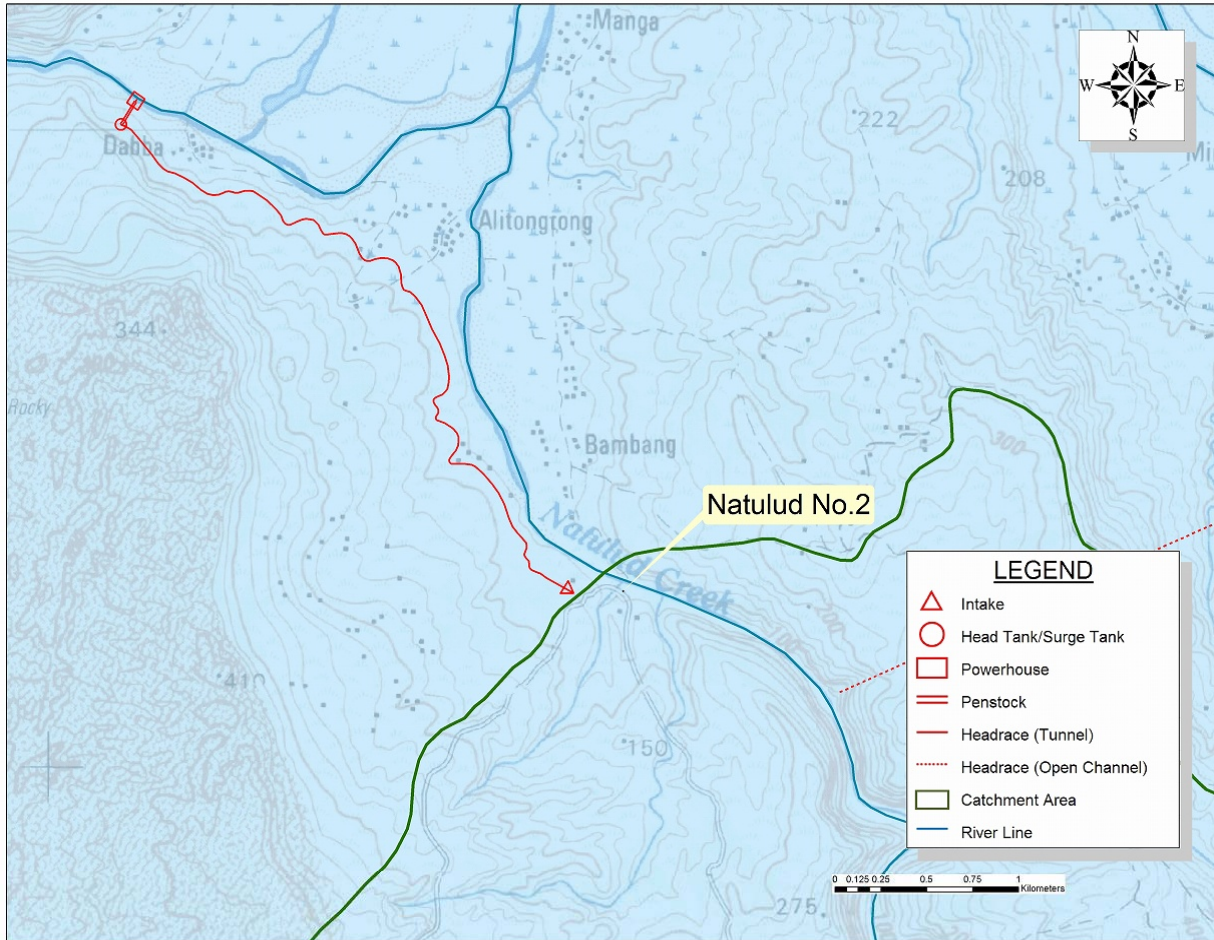 Manga
N
W E
S
222
Dabba
208
Alitongrong
344
Rocky
Bambang
300
Natulud No.2
Natulud Creek
LEGEND
Intake
Head Tank/Surge Tank
Powerhouse
Penstock
Headrace (Tunnel)
Headrace (Open Channel)
Catchment Area
River Line
200
410
150
0 0.125 0.25 0.5 0.75 1
Kilometers
275